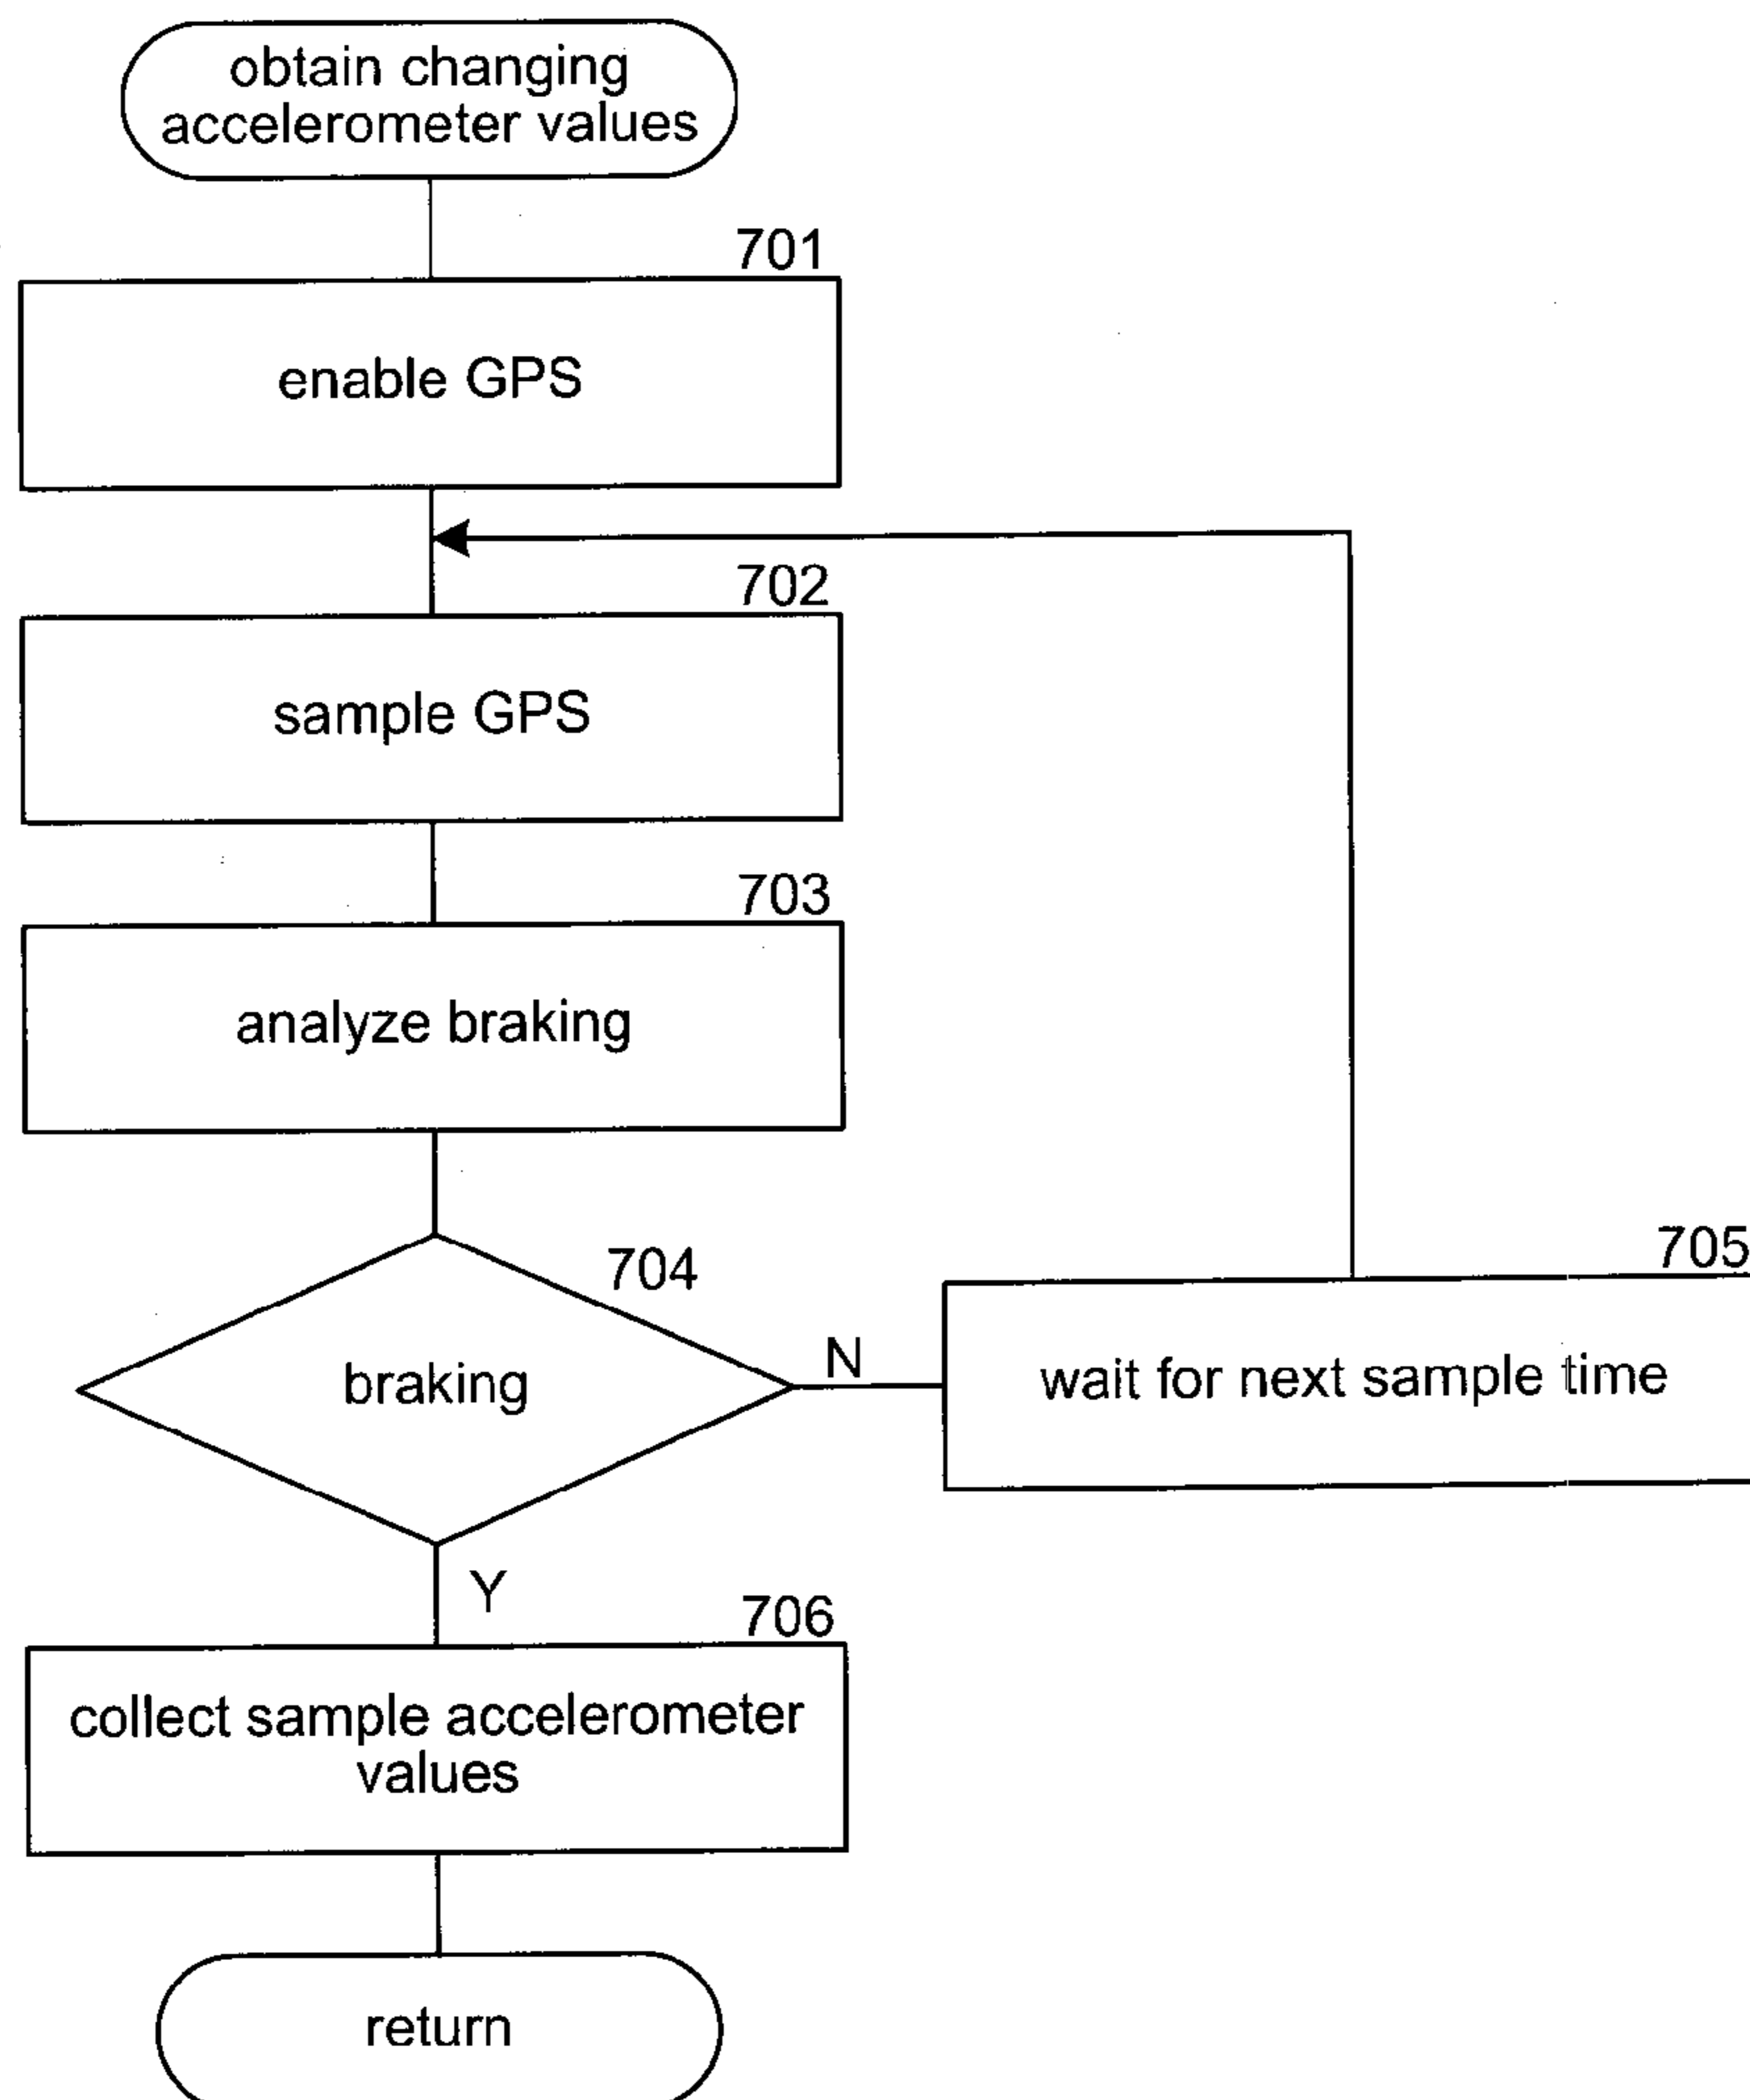 obtain changing
accelerometer values
701
enable GPS
702
sample GPS
703
analyze braking
704
braking
N
705
wait for next sample time
Y
706
collect sample accelerometer
values
return